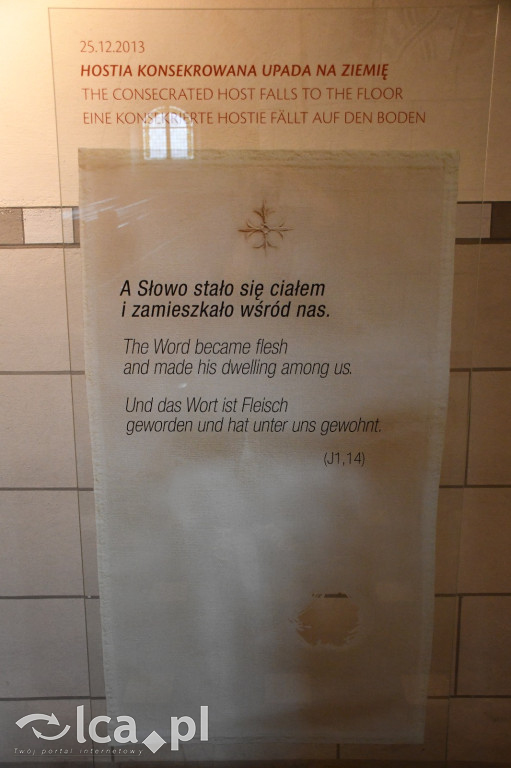 25.12.2013
HOSTIA KONSEKROWANA UPADA NA ZIEMIĘ
THE CONSECRATED HOST FALLS TO THE FLOOR
EINE KONSEKRIERTE HOSTIE FÄLLT AUF DEN BODEN
A Słowo stało się ciałem
i zamieszkało wśród nas.
The Word became flesh
and made his dwelling among us.
Und das Wort ist Fleisch
geworden und hat unter uns gewohnt.
(J1,14)
elca.pl
Twój portal internetowy